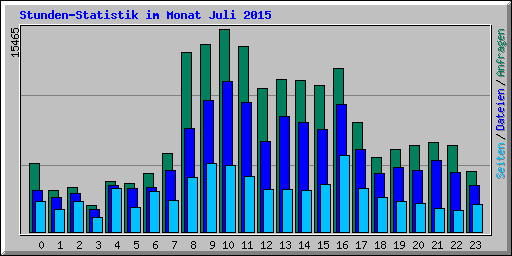 Stunden-Statistik im Monat Juli 2015
15465
Seiten / Dateien / Anfragen
0 1 2 3 4 5 6 7 8 9 10 11 12 13 14 15 16 17 18 19 20 21 22 23